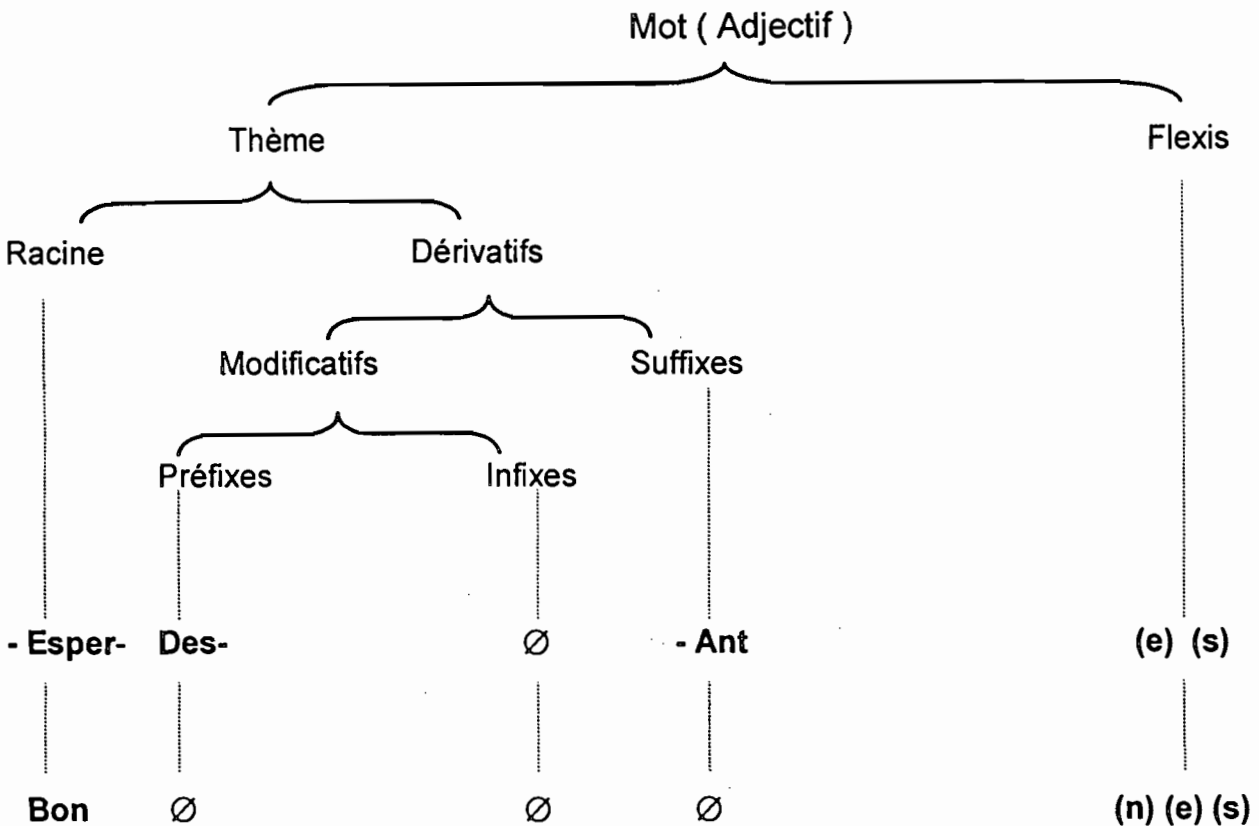 Mot ( Adjectif )
Thème Flexis
Racine Dérivatifs
Modificatifs Suffixes
Préfixes Infixes
- Esper- Des- ∅ - Ant (e) (s)
Bon ∅ ∅ ∅ (n) (e) (s)